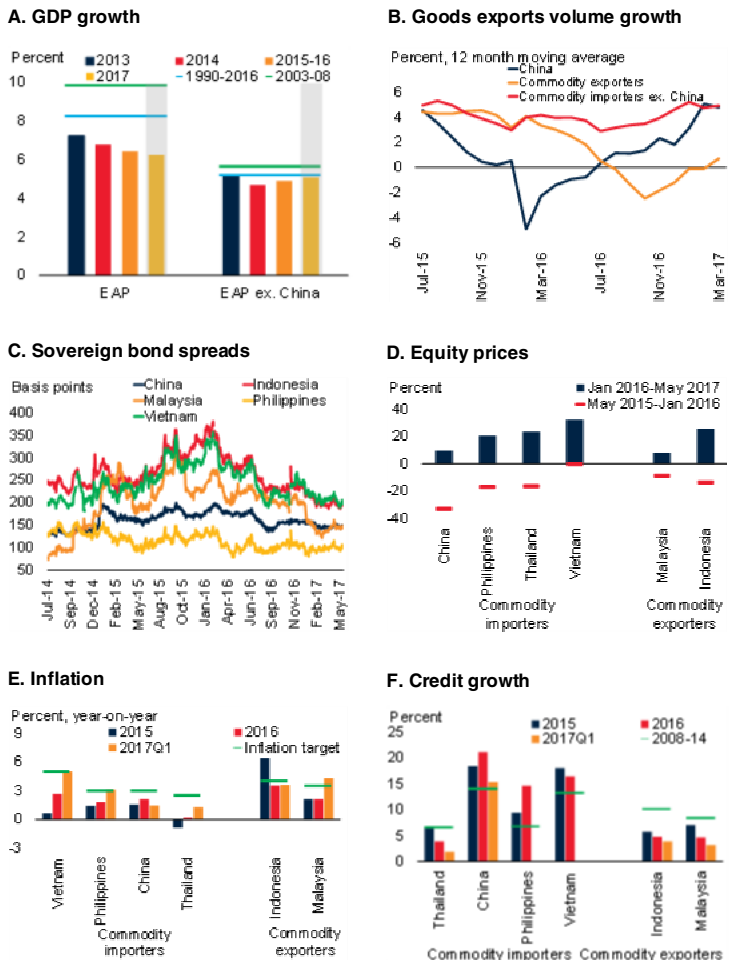 A. GDP growth
Percent
2013
2014
2015-16
2017
1990-2016
2003-08
10
8
6
4
2
0
EAP
EAP ex. China
B. Goods exports volume growth
Percent, 12 month moving average
China
Commodity exporters
Commodity importers ex. China
6
4
2
0
-2
-4
-6
Jul-15
Nov-15
Mar-16
Jul-16
Nov-16
Mar-17
C. Sovereign bond spreads
Basis points
China
Indonesia
Malaysia
Philippines
Vietnam
400
350
300
250
200
150
100
50
Jul-14
Sep-14
Dec-14
Feb-15
May-15
Aug-15
Oct-15
Jan-16
Apr-16
Jun-16
Sep-16
Nov-16
Feb-17
May-17
D. Equity prices
Percent
Jan 2016-May 2017
May 2015-Jan 2016
40
20
0
-20
-40
China
Philippines
Thailand
Vietnam
Malaysia
Indonesia
Commodity
importers
Commodity
exporters
E. Inflation
Percent, year-on-year
2015
2016
2017Q1
Inflation target
9
6
3
0
-3
Vietnam
Philippines
China
Thailand
Indonesia
Malaysia
Commodity
importers
Commodity
exporters
F. Credit growth
Percent
2015
2016
2017Q1
2008-14
25
20
15
10
5
0
Thailand
China
Philippines
Vietnam
Indonesia
Malaysia
Commodity importers
Commodity exporters